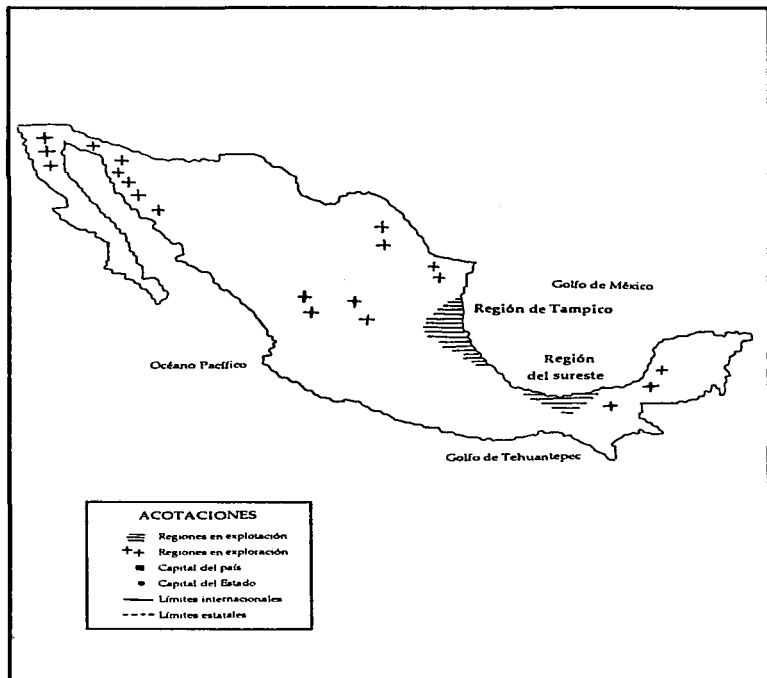 Golfo de México
Región de Tampico
Región
del sureste
Océano Pacífico
Golfo de Tehuantepec
ACOTACIONES
Regiones en explotación
Regiones en exploración
Capital del país
Capital del Estado
Límites internacionales
Límites estatales